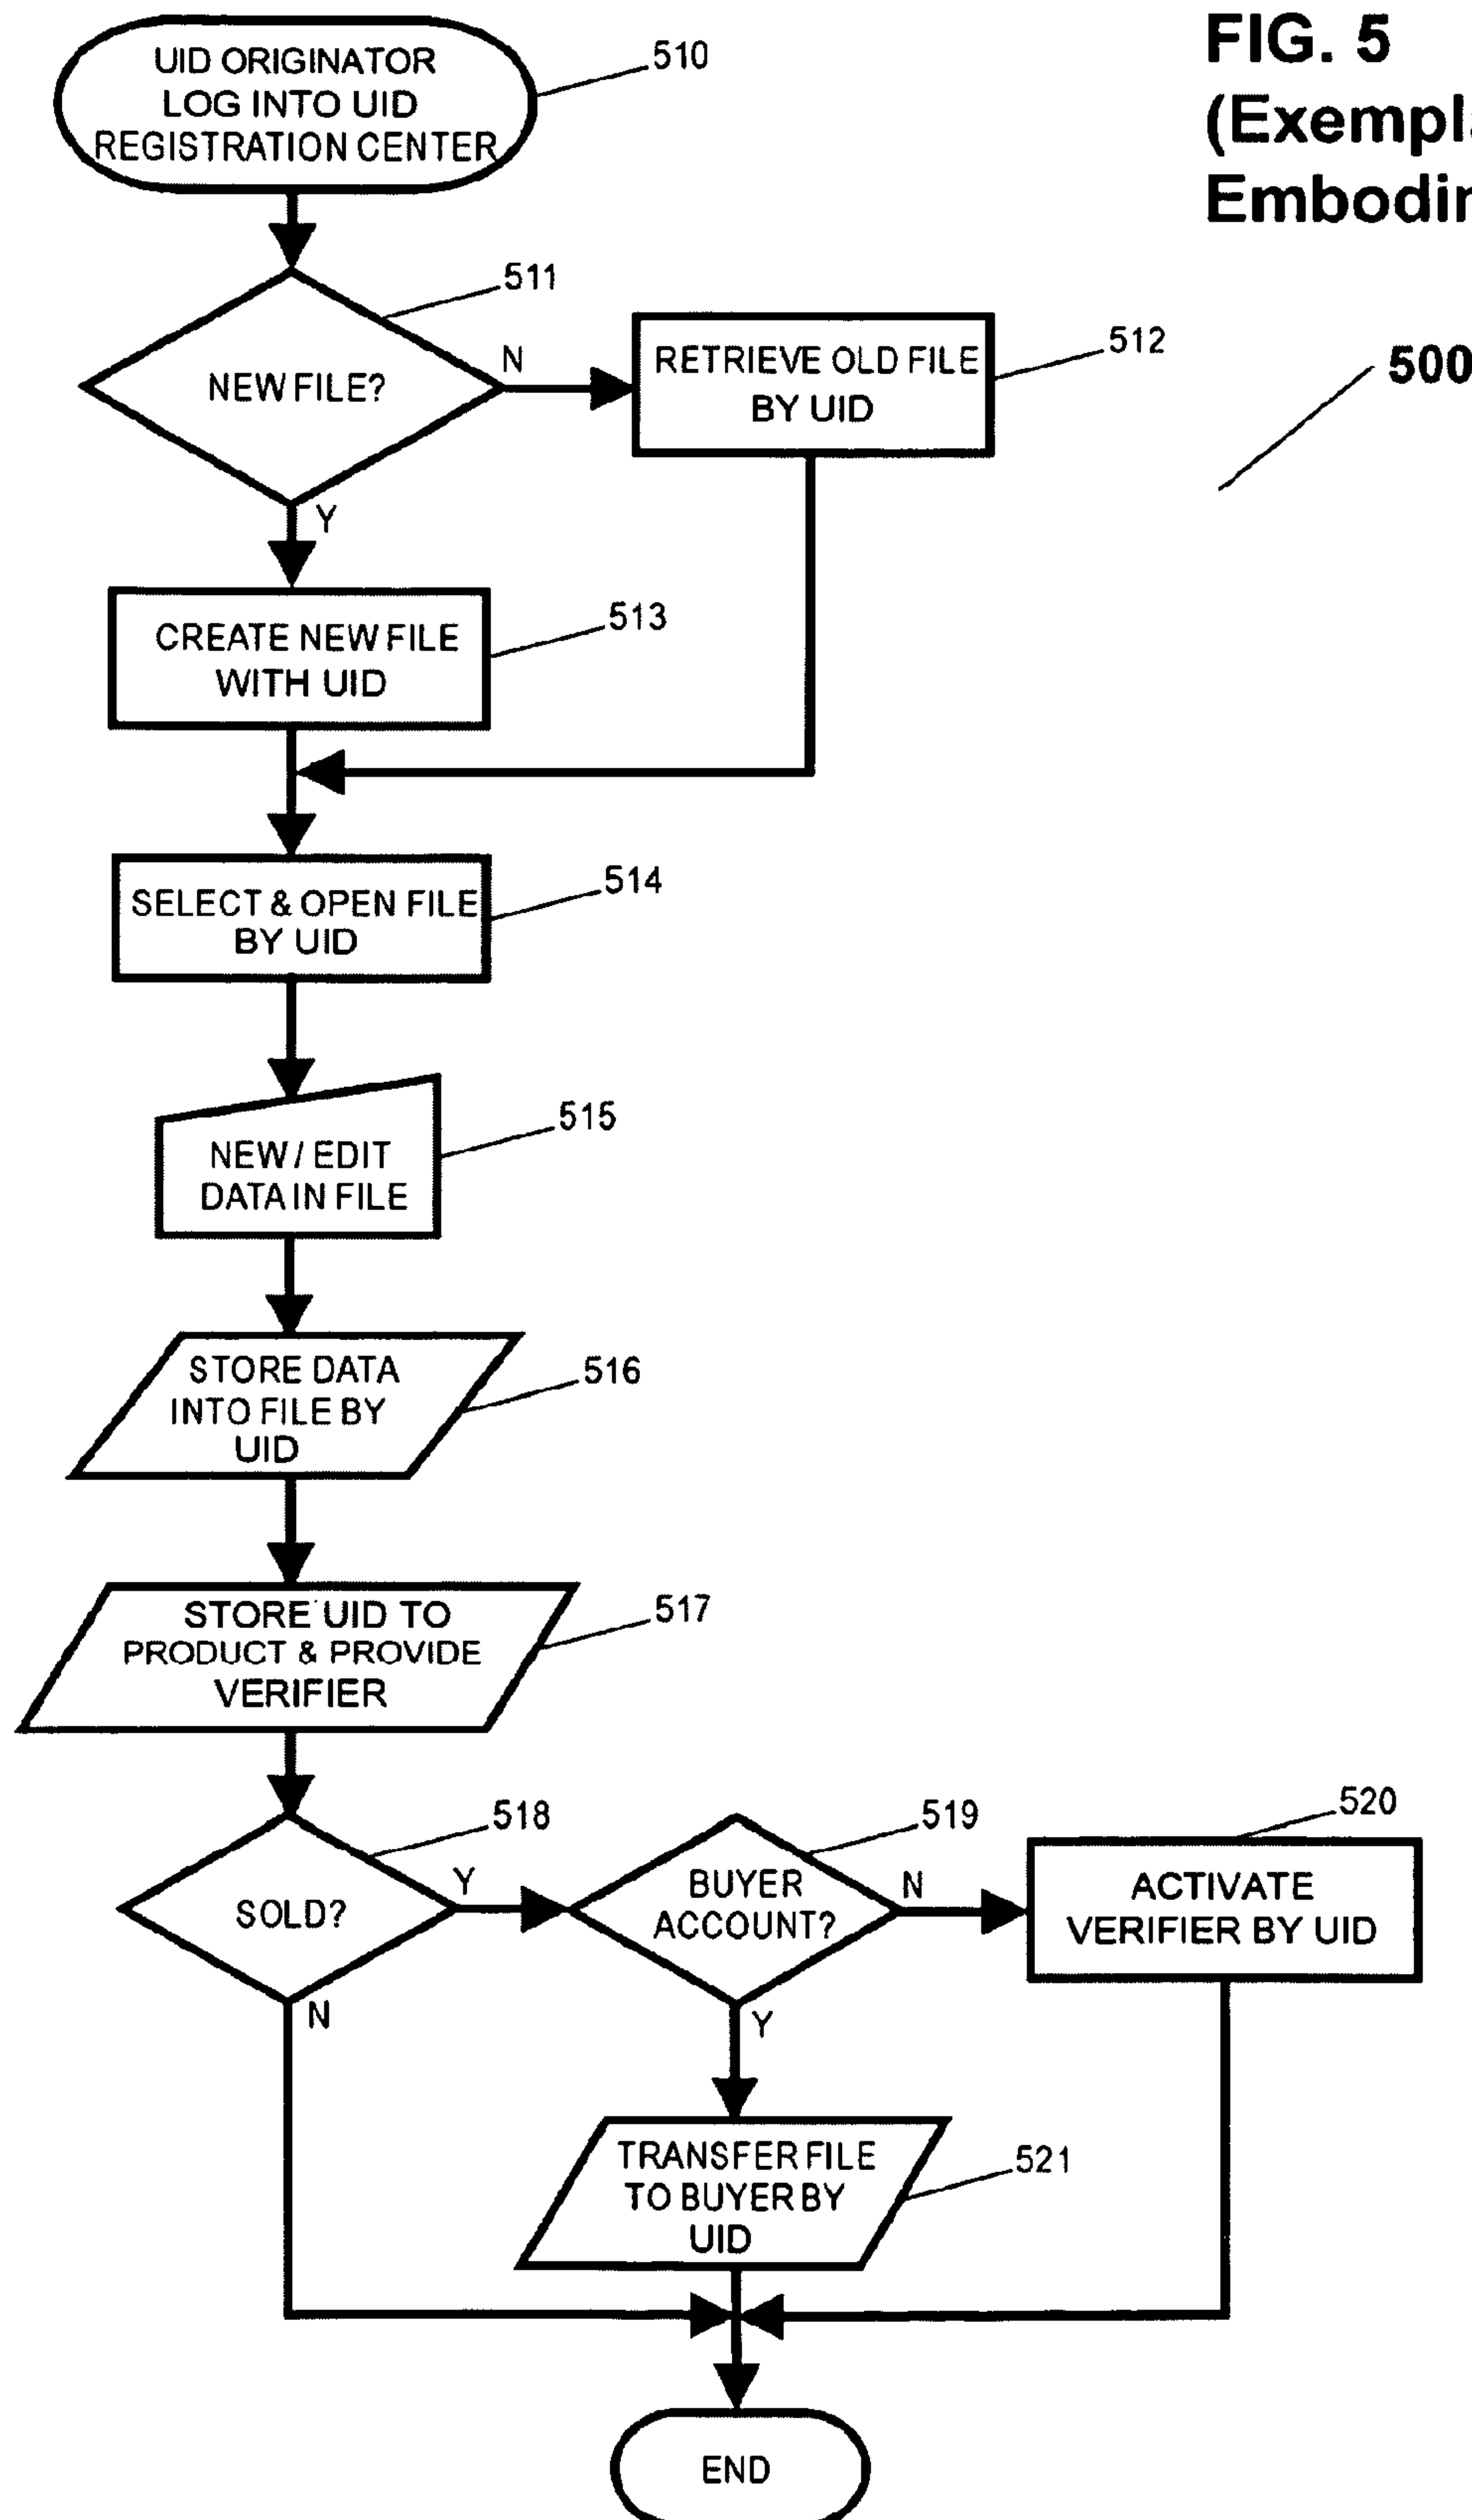 FIG. 5
(Exempl
Embodin
500
UID ORIGINATOR
LOG INTO UID
REGISTRATION CENTER
510
NEW FILE?
511
N
Y
RETRIEVE OLD FILE
BY UID
512
CREATE NEW FILE
WITH UID
513
SELECT & OPEN FILE
BY UID
514
NEW / EDIT
DATA IN FILE
515
STORE DATA
INTO FILE BY
UID
516
STORE UID TO
PRODUCT & PROVIDE
VERIFIER
517
SOLD?
518
Y
N
BUYER
ACCOUNT?
519
N
Y
ACTIVATE
VERIFIER BY UID
520
TRANSFER FILE
TO BUYER BY
UID
521
END